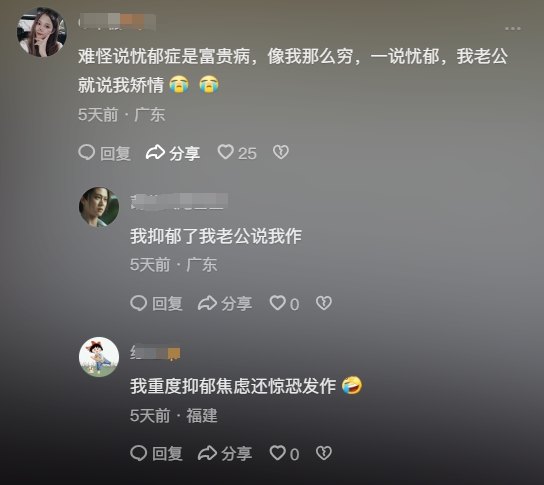 难怪说忧郁症是富贵病，像我那么穷，一说忧郁，我老公
就说我矫情😭 😭
5天前·广东
回复 分享 25
我抑郁了我老公说我作
5天前·广东
回复 分享 0
我重度抑郁焦虑还惊恐发作🤣
5天前·福建
回复 分享 0